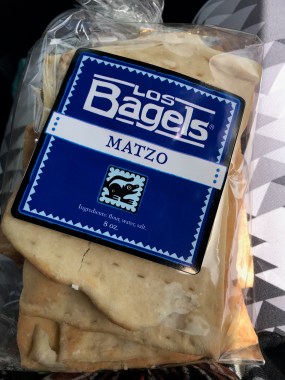 Los
Bagels
MATZO
Ingredients: flour, water, salt.
8 oz.